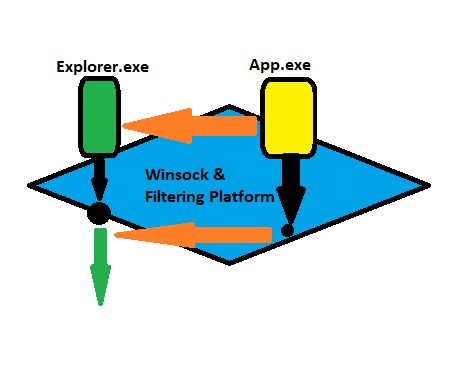 Explorer.exe
App.exe
Winsock &
Filtering Platform